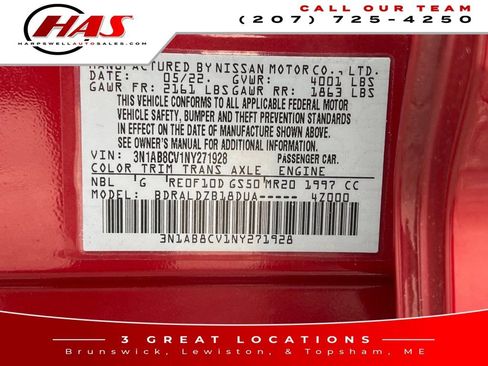 HAS
HARPSWELLAUTOSALES.COM
CALL OUR TEAM
(207) 725-4250
MANUFACTURED BY NISSAN MOTOR CO., LTD.
DATE: 05/22 GVWR: 4001 LBS
GAWR FR: 2161 LBS GAWR RR: 1863 LBS
THIS VEHICLE CONFORMS TO ALL APPLICABLE FEDERAL MOTOR
VEHICLE SAFETY, BUMPER AND THEFT PREVENTION STANDARDS
IN EFFECT ON THE DATE OF MANUFACTURE SHOWN ABOVE.
SEE OWNER'S MANUAL FOR ADDITIONAL INFORMATION.
VIN: 3N1AB8CV1NY271928 PASSENGER CAR.
COLOR TRIM TRANS AXLE ENGINE
NBL G RE0F10D GS50 MR20 1997 CC
MODEL: BDRALDZB18DUA----- 4Z000
3N1AB8CV1NY271928
3 GREAT LOCATIONS
Brunswick, Lewiston, & Topsham, ME